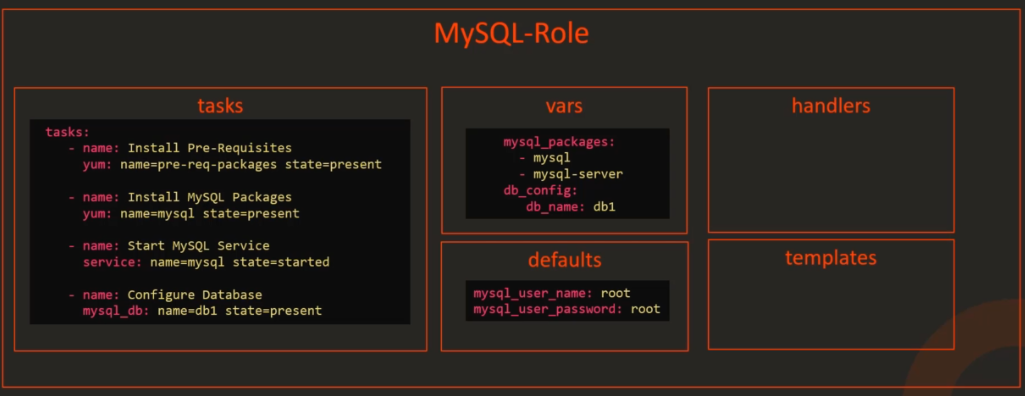 MySQL-Role
tasks
tasks:
- name: Install Pre-Requisites
yum: name=pre-req-packages state=present
- name: Install MySQL Packages
yum: name=mysql state=present
- name: Start MySQL Service
service: name=mysql state=started
- name: Configure Database
mysql_db: name=db1 state=present
vars
mysql_packages:
- mysql
- mysql-server
db_config:
db_name: db1
defaults
mysql_user_name: root
mysql_user_password: root
handlers
templates